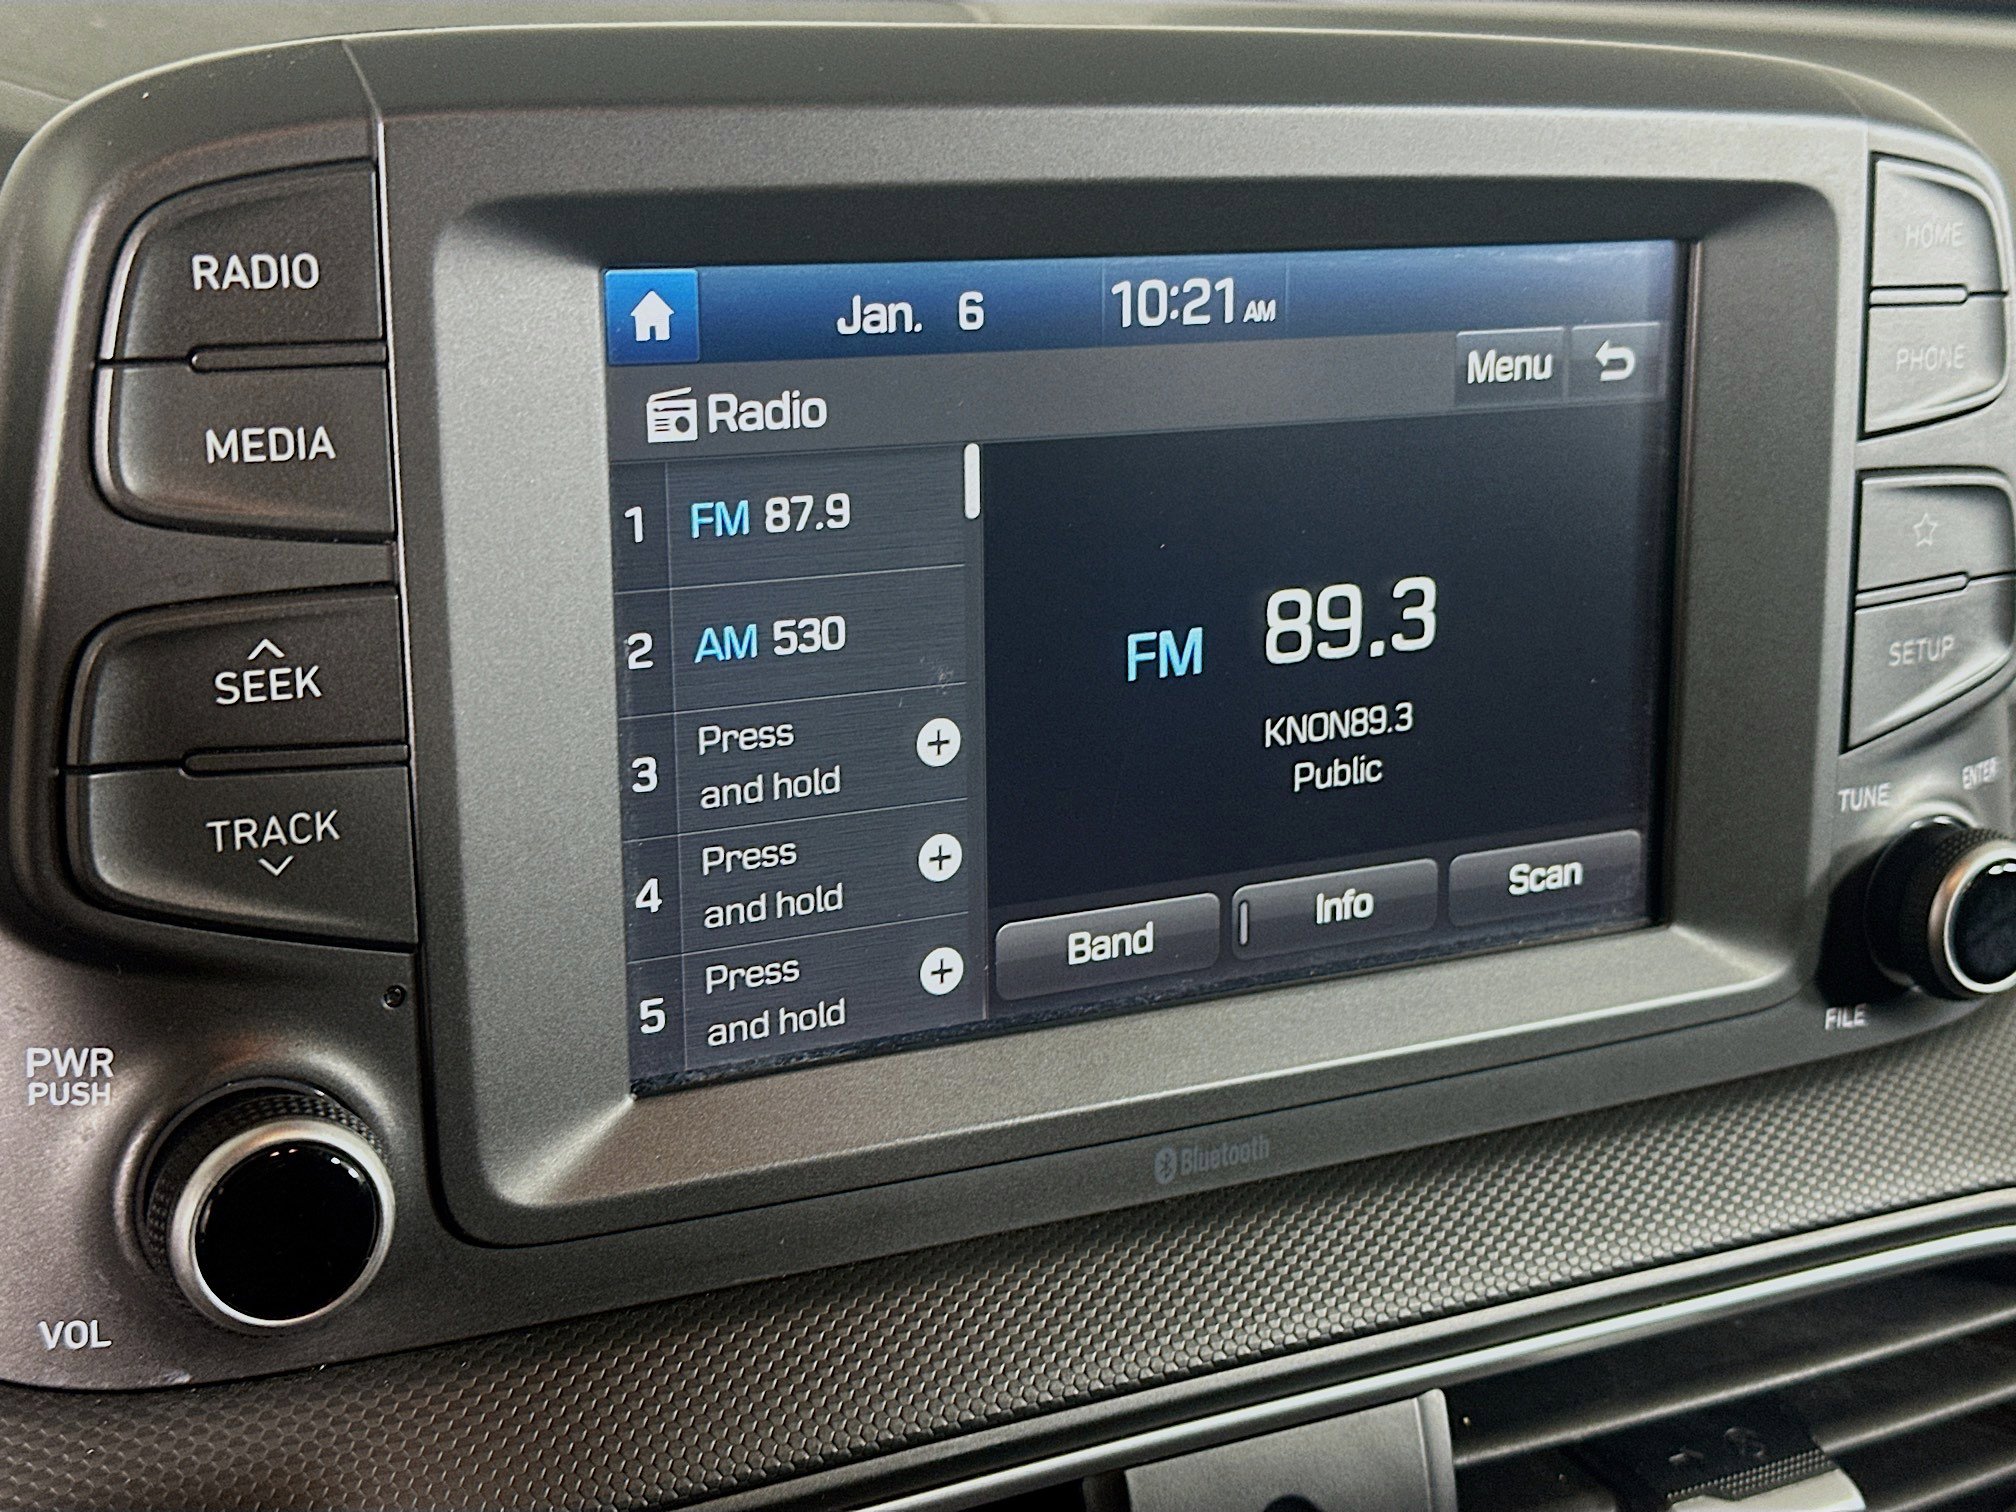 RADIO
MEDIA
SEEK
TRACK
PWR
PUSH
VOL
Jan. 6 10:21 AM
Radio
Menu
1 FM 87.9
2 AM 530
3 Press
and hold
4 Press
and hold
5 Press
and hold
FM 89.3
KNON89.3
Public
Band
Info
Scan
Bluetooth
HOME
PHONE
SETUP
TUNE
ENTER
FILE